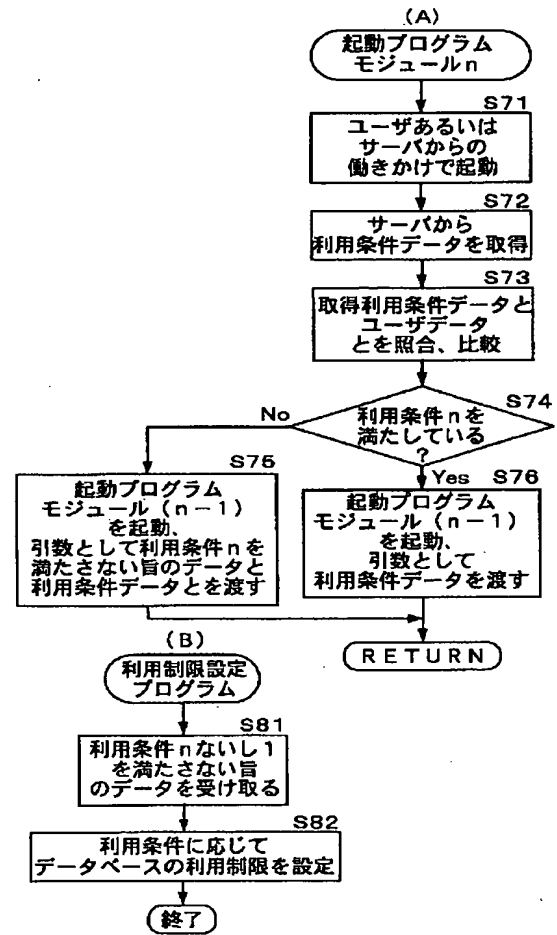 (A)
起動プログラム
モジュールn
S71
ユーザあるいは
サーバからの
働きかけで起動
S72
サーバから
利用条件データを取得
S73
取得利用条件データと
ユーザデータ
とを照合、比較
S74
利用条件nを
満たしている
?
No
Yes
S75
起動プログラム
モジュール(n-1)
を起動、
引数として利用条件nを
満たさない旨のデータと
利用条件データとを渡す
S76
起動プログラム
モジュール(n-1)
を起動、
引数として
利用条件データを渡す
RETURN
(B)
利用制限設定
プログラム
S81
利用条件nないし1
を満たさない旨
のデータを受け取る
S82
利用条件に応じて
データベースの利用制限を設定
終了